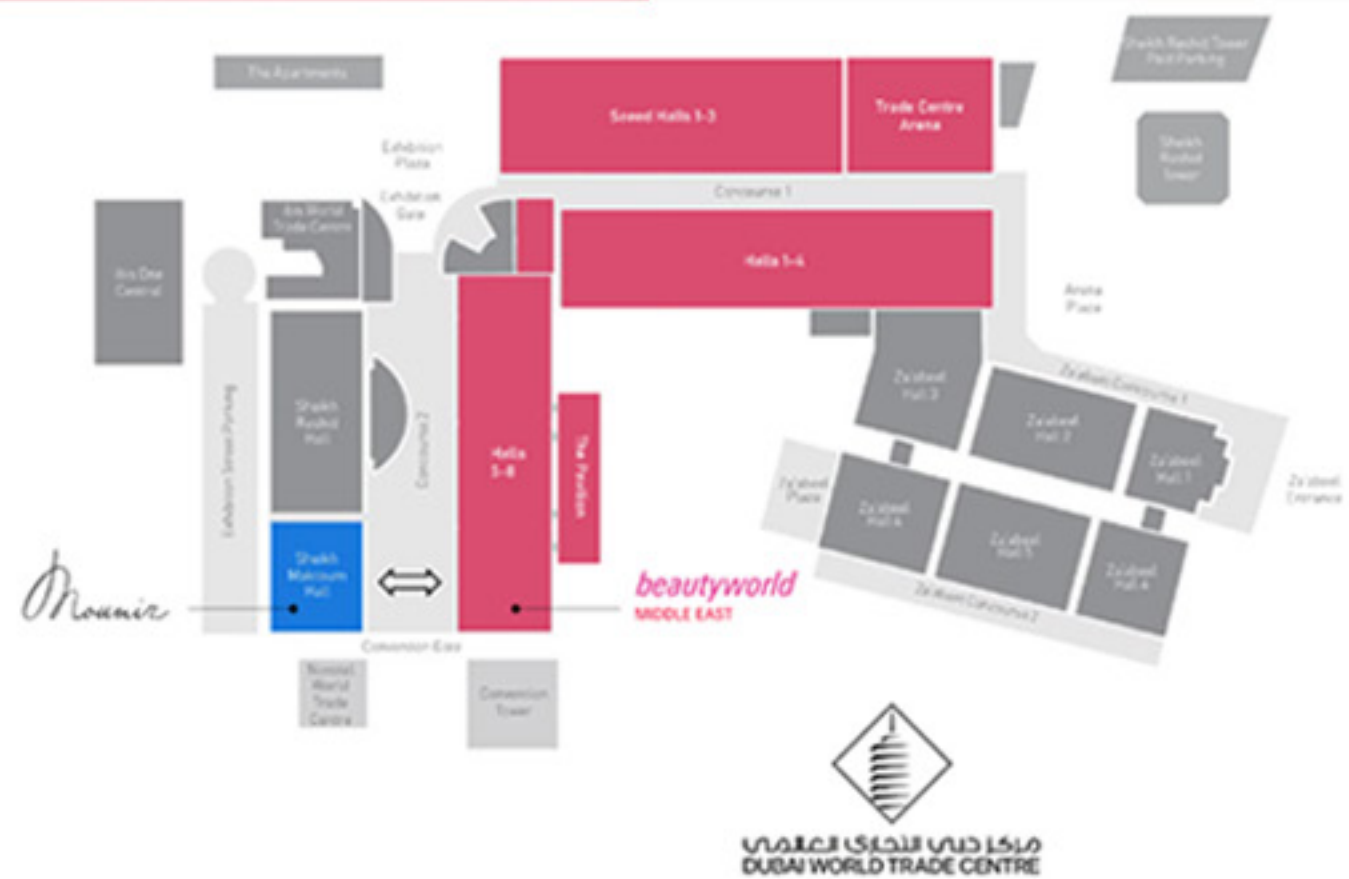 The Apartments
Saeed Halls 1-3
Trade Centre
Arena
Sheikh Rashid Tower
Paid Parking
Sheikh
Rashid
Tower
Exhibition
Plaza
Exhibition
Gate
Concourse 1
ibis World
Trade Centre
ibis One
Central
Halls 1-4
Arena
Plaza
Za'abeel
Hall 3
Za'abeel Concourse 1
Za'abeel
Hall 2
Za'abeel
Hall 1
Za'abeel
Entrance
Exhibition Street Parking
Sheikh
Rashid
Hall
Concourse 2
Halls
5-8
The Pavilion
Za'abeel
Plaza
Za'abeel
Hall 4
Za'abeel
Hall 5
Za'abeel
Za'abeel Concourse 2
Mounir
Sheikh
Maktoum
Hall
beautyworld
MIDDLE EAST
Convention Gate
Novotel
World
Trade
Centre
Convention
Tower
مركز دبي التجاري العالمي
DUBAI WORLD TRADE CENTRE